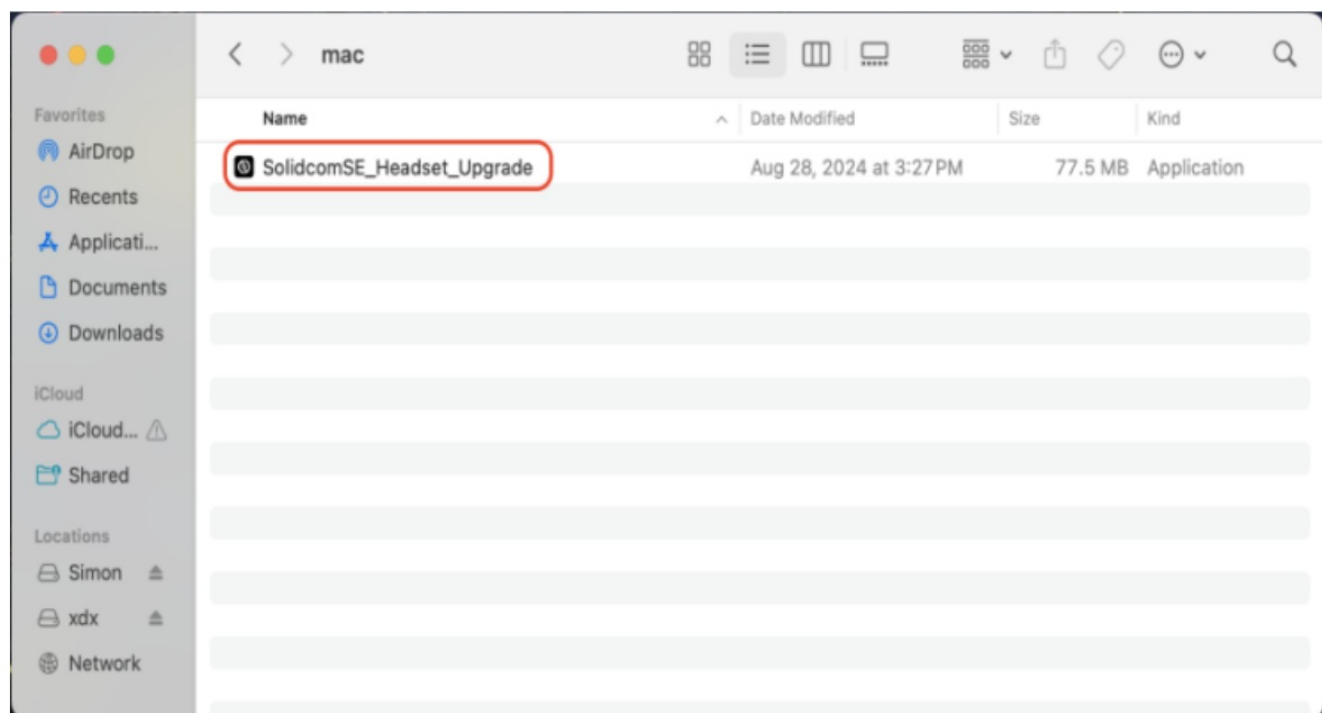 mac
Favorites
AirDrop
Recents
Applicati...
Documents
Downloads
iCloud
iCloud...
Shared
Locations
Simon
xdx
Network
Name Date Modified Size Kind
SolidcomSE_Headset_Upgrade Aug 28, 2024 at 3:27 PM 77.5 MB Application